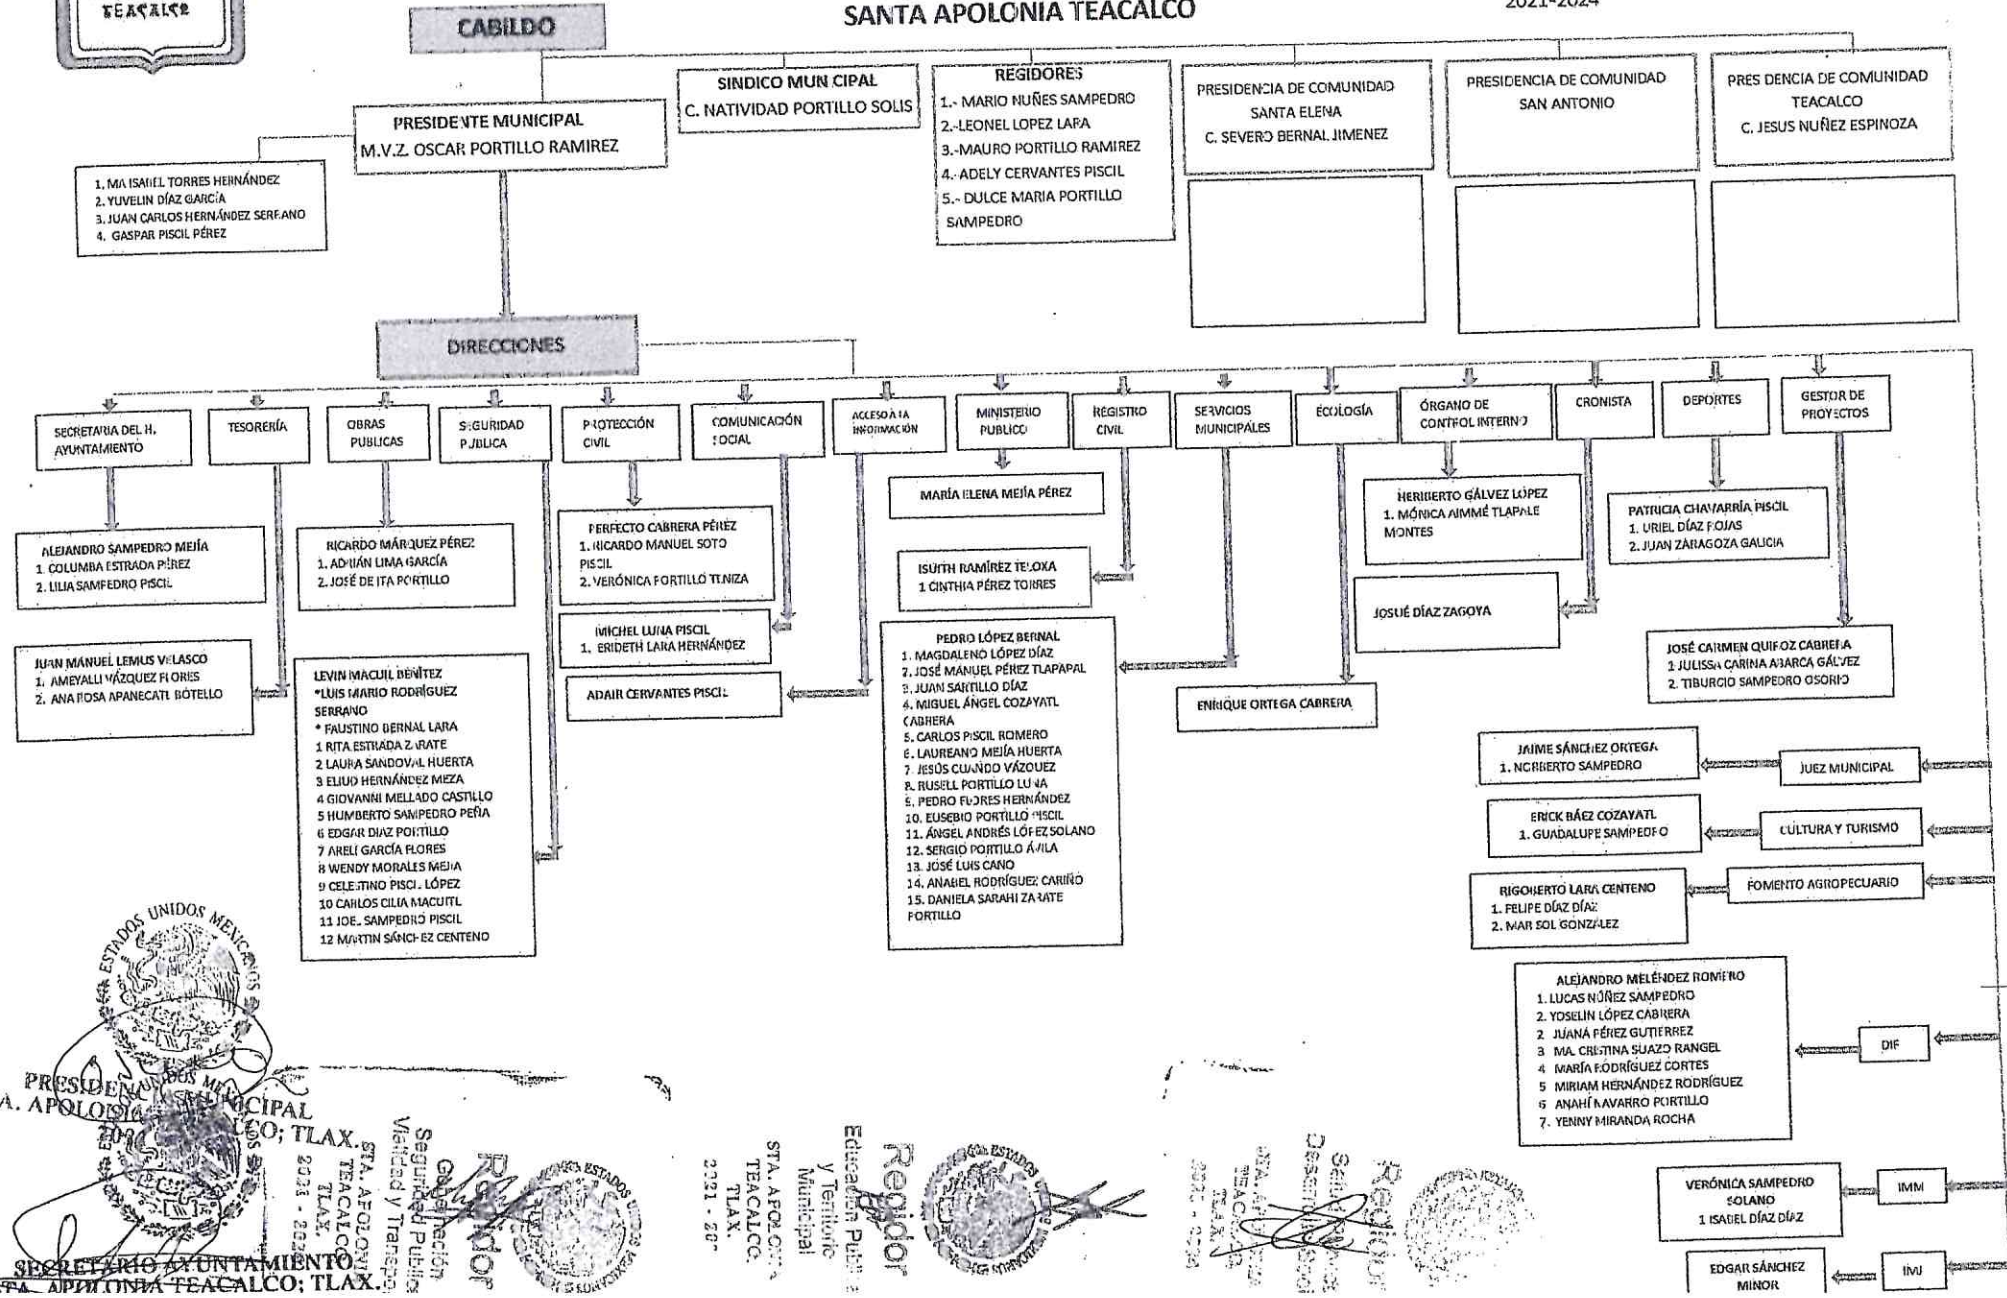 TEACALCO
CABILDO
SANTA APOLONIA TEACALCO
2021-2024
PRESIDENTE MUNICIPAL
M.V.Z. OSCAR PORTILLO RAMIREZ
1. MA ISABEL TORRES HERNÁNDEZ
2. YUVELIN DÍAZ GARCÍA
3. JUAN CARLOS HERNÁNDEZ SERRANO
4. GASPAR PISCIL PÉREZ
SINDICO MUNICIPAL
C. NATIVIDAD PORTILLO SOLIS
REGIDORES
1.- MARIO NUÑES SAMPEDRO
2.-LEONEL LOPEZ LARA
3.-MAURO PORTILLO RAMIREZ
4.- ADELY CERVANTES PISCIL
5.- DULCE MARIA PORTILLO
SAMPEDRO
PRESIDENCIA DE COMUNIDAD
SANTA ELENA
C. SEVERO BERNAL JIMENEZ
PRESIDENCIA DE COMUNIDAD
SAN ANTONIO
PRESIDENCIA DE COMUNIDAD
TEACALCO
C. JESUS NUÑEZ ESPINOZA
DIRECCIONES
SECRETARIA DEL H.
AYUNTAMIENTO
TESORERÍA
OBRAS
PUBLICAS
SEGURIDAD
PUBLICA
PROTECCIÓN
CIVIL
COMUNICACIÓN
SOCIAL
ACCESO A LA
INFORMACIÓN
MINISTERIO
PUBLICO
REGISTRO
CIVIL
SERVICIOS
MUNICIPALES
ECOLOGÍA
ÓRGANO DE
CONTROL INTERNO
CRONISTA
DEPORTES
GESTOR DE
PROYECTOS
ALEJANDRO SAMPEDRO MEJÍA
1 COLUMBA ESTRADA PÉREZ
2. LILIA SAMPEDRO PISCIL
JUAN MANUEL LEMUS VELASCO
1. AMEYALLI VÁZQUEZ FLORES
2. ANA ROSA APANECATL BOTELLO
RICARDO MÁRQUEZ PÉREZ
1. ADRIÁN LIMA GARCÍA
2. JOSÉ DE ITA PORTILLO
LEVIN MACUIL BENÍTEZ
*LUIS MARIO RODRÍGUEZ
SERRANO
* FAUSTINO BERNAL LARA
1 RITA ESTRADA ZARATE
2 LAURA SANDOVAL HUERTA
3 ELIUD HERNÁNDEZ MEZA
4 GIOVANNI MELLADO CASTILLO
5 HUMBERTO SAMPEDRO PEÑA
6 EDGAR DIAZ PORTILLO
7 ARELÍ GARCÍA FLORES
8 WENDY MORALES MEJIA
9 CELESTINO PISCIL LÓPEZ
10 CARLOS CILIA MACUITL
11 JOEL SAMPEDRO PISCIL
12 MARTIN SÁNCHEZ CENTENO
PERFECTO CABRERA PÉREZ
1. RICARDO MANUEL SOTO
PISCIL
2. VERÓNICA PORTILLO TENIZA
MICHEL LUNA PISCIL
1. ERIDETH LARA HERNÁNDEZ
ADAIR CERVANTES PISCIL
MARÍA ELENA MEJÍA PÉREZ
RAMÍREZ
1 CINTHIA PÉREZ TORRES
PEDRO LÓPEZ BERNAL
1. MAGDALENO LÓPEZ DÍAZ
2. JOSÉ MANUEL PÉREZ TLAPAPAL
3. JUAN SANTILLO DÍAZ
4. MIGUEL ÁNGEL COZAYATL
CABRERA
5. CARLOS PISCIL ROMERO
6. LAUREANO MEJÍA HUERTA
7. JESÚS CUANDO VÁZQUEZ
8. RUSELL PORTILLO LUNA
9. PEDRO FLORES HERNÁNDEZ
10. EUSEBIO PORTILLO PISCIL
11. ÁNGEL ANDRÉS LÓPEZ SOLANO
12. SERGIO PORTILLO ÁVILA
13. JOSÉ LUIS CANO
14. ANABEL RODRÍGUEZ CARIÑO
15. DANIELA SARAHI ZARATE
PORTILLO
ENRIQUE ORTEGA CABRERA
HERIBERTO GÁLVEZ LÓPEZ
1. MÓNICA AIMMÉ TLAPALE
MONTES
JOSUÉ DÍAZ ZAGOYA
PATRICIA CHAVARRÍA PISCIL
1. URIEL DÍAZ ROJAS
2. JUAN ZARAGOZA GALICIA
JOSÉ CARMEN QUIROZ CABRERA
1 JULISSA CARINA ABARCA GÁLVEZ
2. TIBURCIO SAMPEDRO OSORIO
JAIME SÁNCHEZ ORTEGA
1. NORBERTO SAMPEDRO
JUEZ MUNICIPAL
ERICK BÁEZ COZAYATL
1. GUADALUPE SAMPEDRO
CULTURA Y TURISMO
RIGOBERTO LARA CENTENO
1. FELIPE DÍAZ DÍAZ
2. MAR SOL GONZÁLEZ
FOMENTO AGROPECUARIO
ALEJANDRO MELÉNDEZ ROMERO
1. LUCAS NÚÑEZ SAMPEDRO
2. YOSELIN LÓPEZ CABRERA
2 JUANA PÉREZ GUTIERREZ
3 MA. CRISTINA SUAZO RANGEL
4 MARÍA RODRÍGUEZ CORTES
5 MIRIAM HERNÁNDEZ RODRÍGUEZ
6 ANAHÍ NAVARRO PORTILLO
7. YENNY MIRANDA ROCHA
DIF
VERÓNICA SAMPEDRO
SOLANO
1 ISABEL DÍAZ DÍAZ
IMM
EDGAR SÁNCHEZ
MINOR
IMJ
ESTADOS UNIDOS MEXICANOS
MUNICIPAL
TLAX.
SECRETARIO AYUNTAMIENTO
TEACALCO; TLAX.
Regidor
Gobernación
Seguridad Publica
Vialidad y
STA. APOLONIA
TEACALCO
TLAX.
Regidor
Educación Publica
y Territorio
Municipal
STA. APOLONIA
TEACALCO.
TLAX.
Regidor